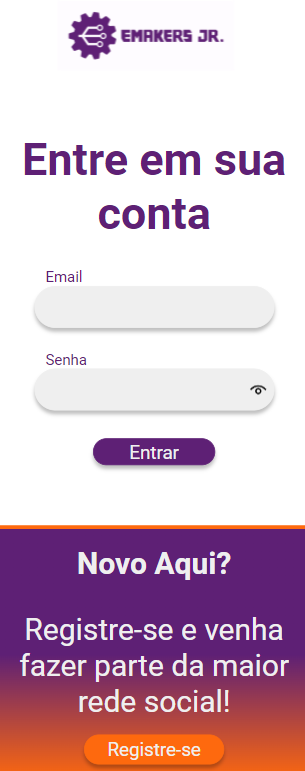 EMAKERS JR.
Entre em sua
conta
Email
Senha
Entrar
Novo Aqui?
Registre-se e venha
fazer parte da maior
rede social!
Registre-se